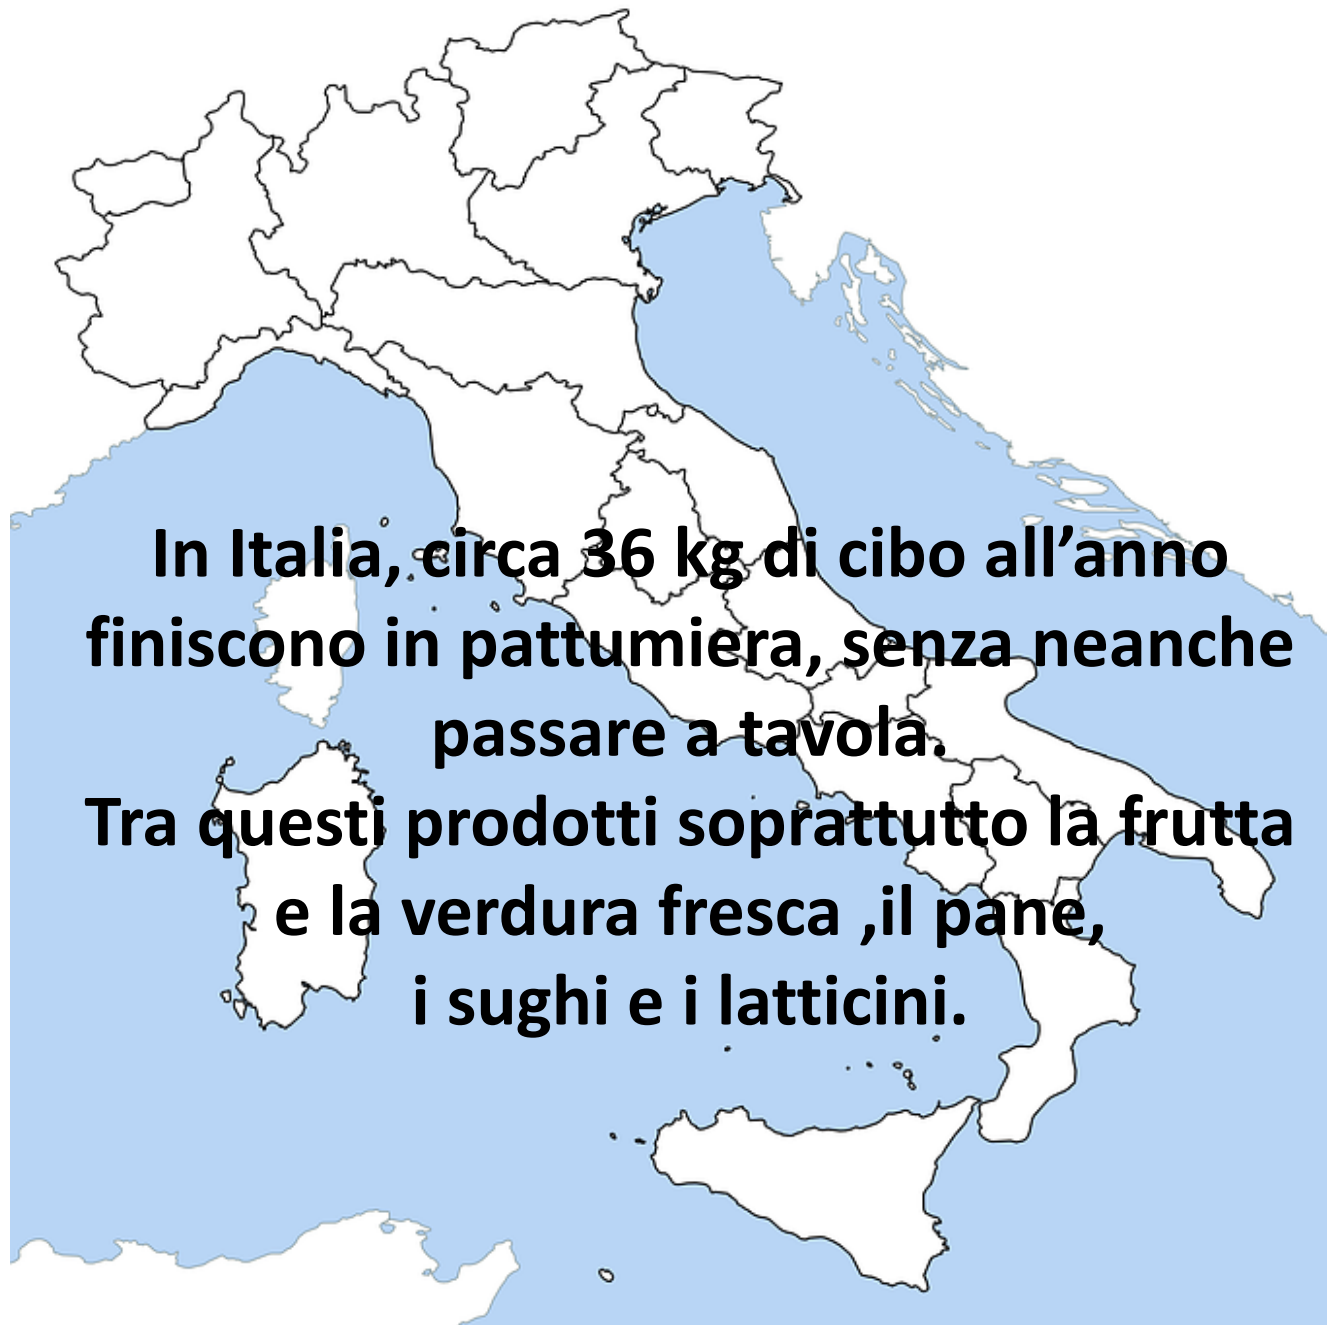 In Italia, circa 36 kg di cibo all’anno
finiscono in pattumiera, senza neanche
passare a tavola.
Tra questi prodotti soprattutto la frutta
e la verdura fresca ,il pane,
i sughi e i latticini.